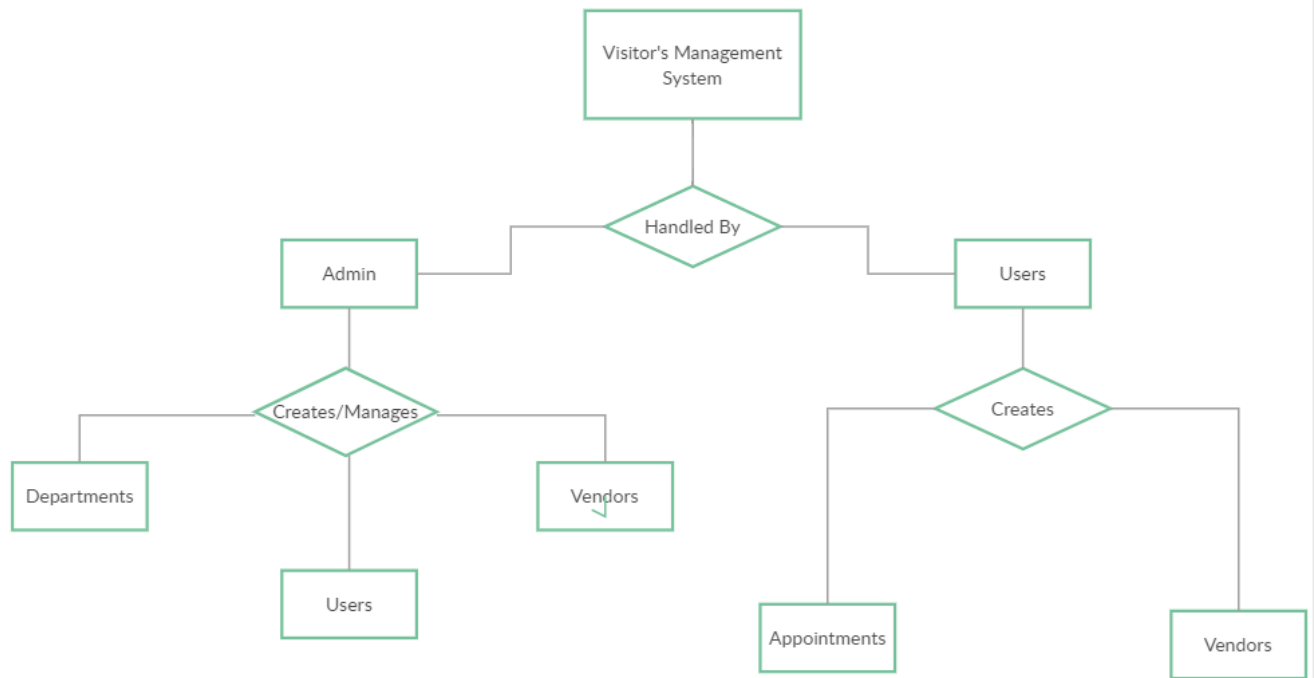 Visitor's Management
System
Handled By
Admin
Users
Creates/Manages
Creates
Departments
Vendors
Users
Appointments
Vendors